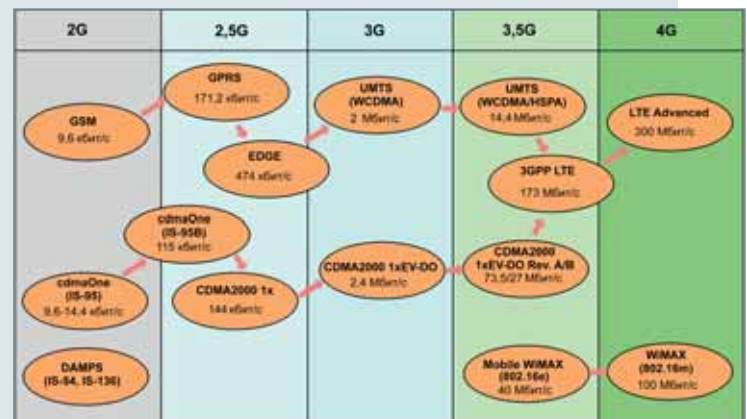 2G
2,5G
3G
3,5G
4G
GPRS
171,2 кбит/с
UMTS
(WCDMA)
2 Мбит/с
UMTS
(WCDMA/HSPA)
14,4 Мбит/с
LTE Advanced
300 Мбит/с
GSM
9,6 кбит/с
EDGE
474 кбит/с
3GPP LTE
173 Мбит/с
cdmaOne
(IS-95B)
115 кбит/с
cdmaOne
(IS-95)
9,6-14,4 кбит/с
CDMA2000 1x
144 кбит/с
CDMA2000 1xEV-DO
2,4 Мбит/с
CDMA2000
1xEV-DO Rev. A/B
73,5/27 Мбит/с
DAMPS
(IS-54, IS-136)
Mobile WiMAX
(802.16e)
40 Мбит/с
WiMAX
(802.16m)
100 Мбит/с